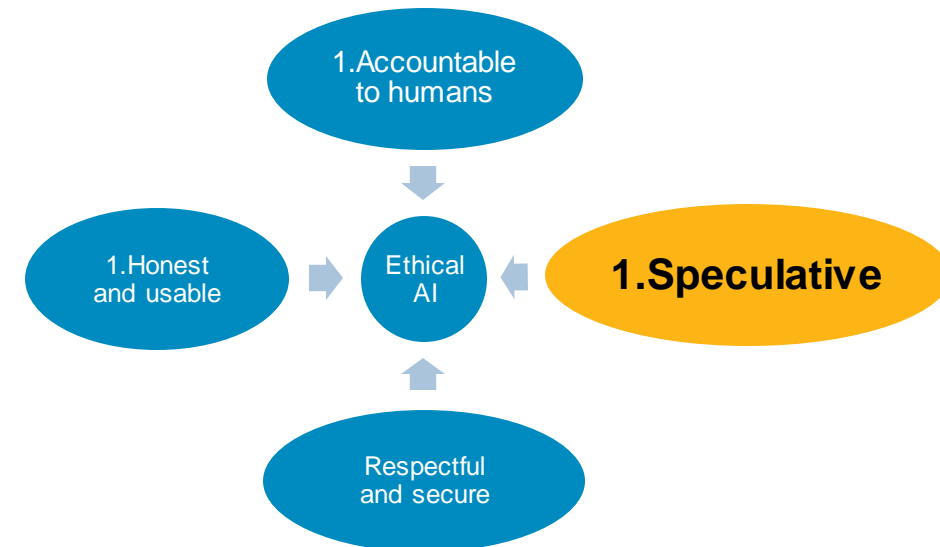 1.Accountable
to humans
1.Honest
and usable
Ethical
AI
1.Speculative
Respectful
and secure